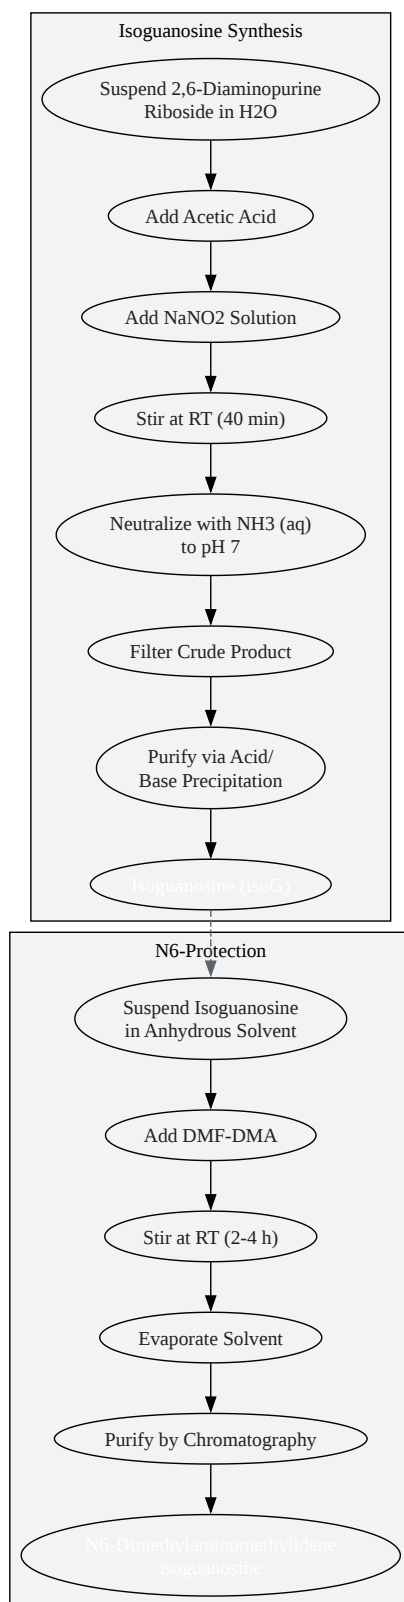 Isoguanosine Synthesis
Suspend 2,6-Diaminopurine
Riboside in H2O
Add Acetic Acid
Add NaNO2 Solution
Stir at RT (40 min)
Neutralize with NH3 (aq)
to pH 7
Filter Crude Product
Purify via Acid/
Base Precipitation
Isoguanosine (isoG)
N6-Protection
Suspend Isoguanosine
in Anhydrous Solvent
Add DMF-DMA
Stir at RT (2-4 h)
Evaporate Solvent
Purify by Chromatography
N6-Dimethylaminomethylidene
isoguanosine